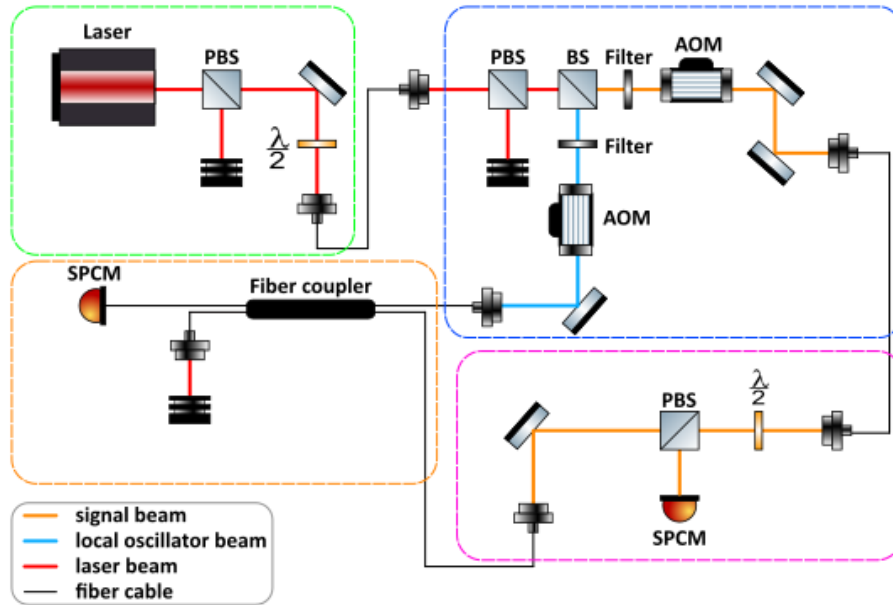 Laser
PBS
λ/2
PBS
BS
Filter
AOM
Filter
AOM
SPCM
Fiber coupler
λ/2
PBS
SPCM
signal beam
local oscillator beam
laser beam
fiber cable